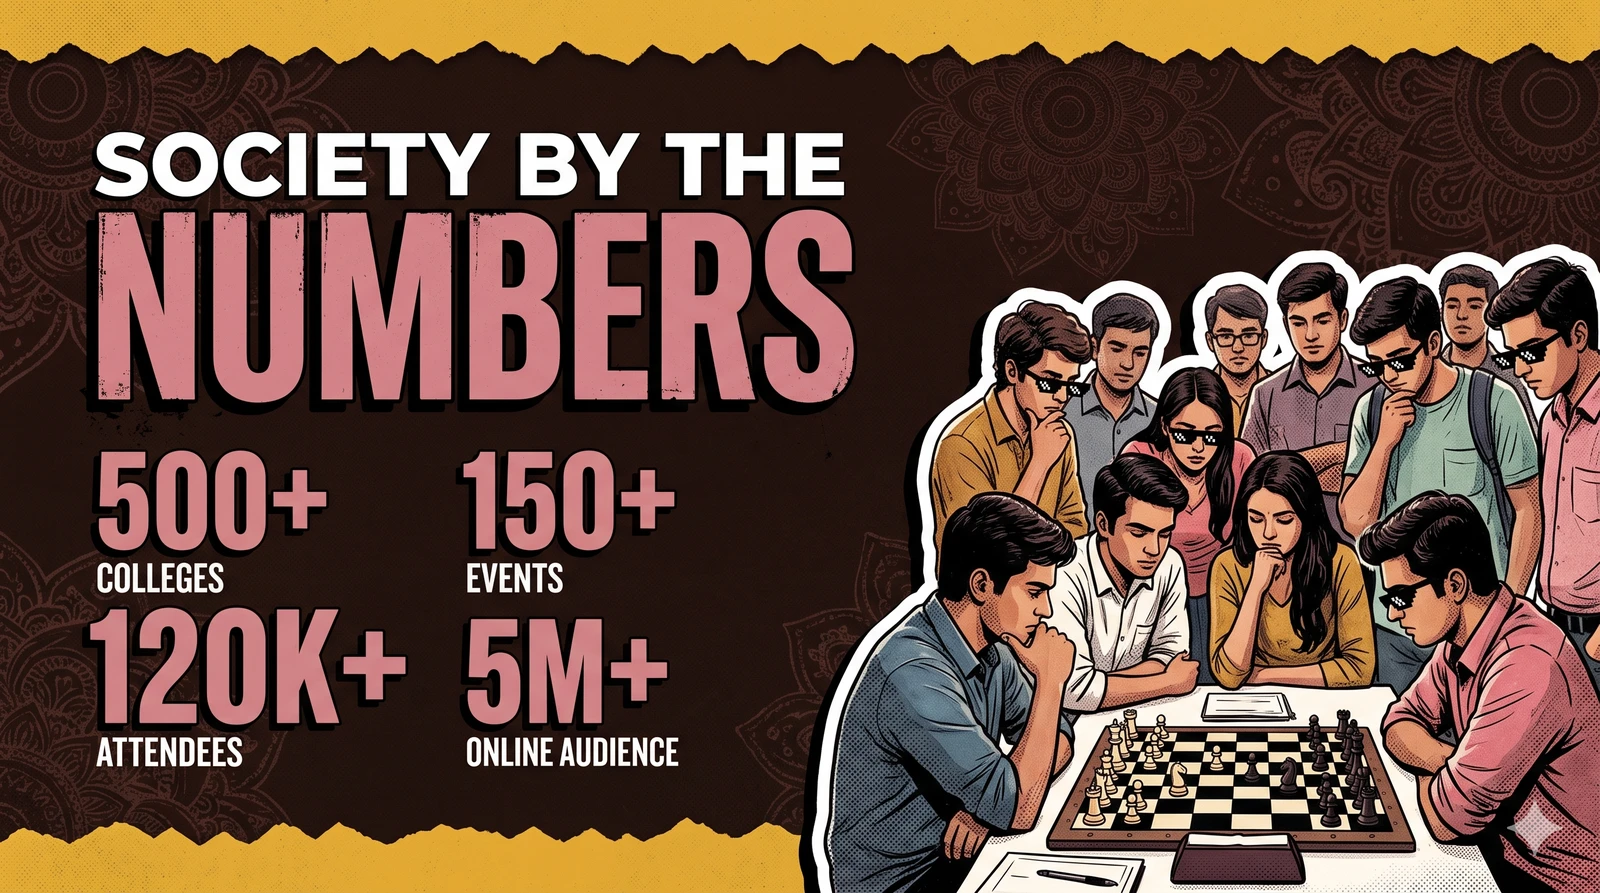 SOCIETY BY THE
NUMBERS
500+
COLLEGES
150+
EVENTS
120K+
ATTENDEES
5M+
ONLINE AUDIENCE